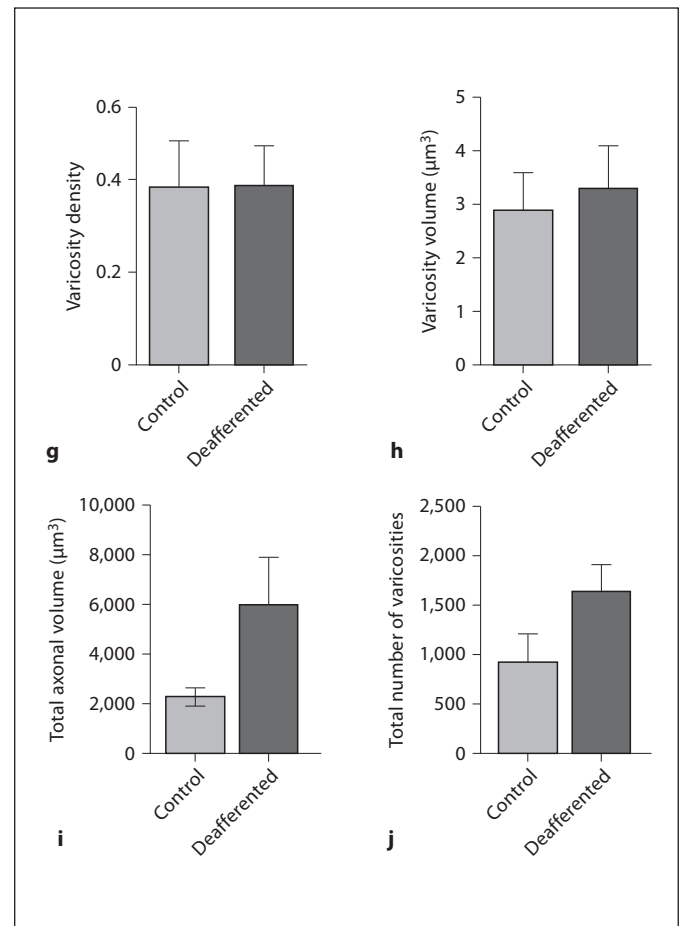 Varicosity density
0.6
0.4
0.2
0
Control
Deafferented
g
Varicosity volume (µm³)
5
4
3
2
1
0
Control
Deafferented
h
Total axonal volume (µm³)
10,000
8,000
6,000
4,000
2,000
0
Control
Deafferented
i
Total number of varicosities
2,500
2,000
1,500
1,000
500
0
Control
Deafferented
j